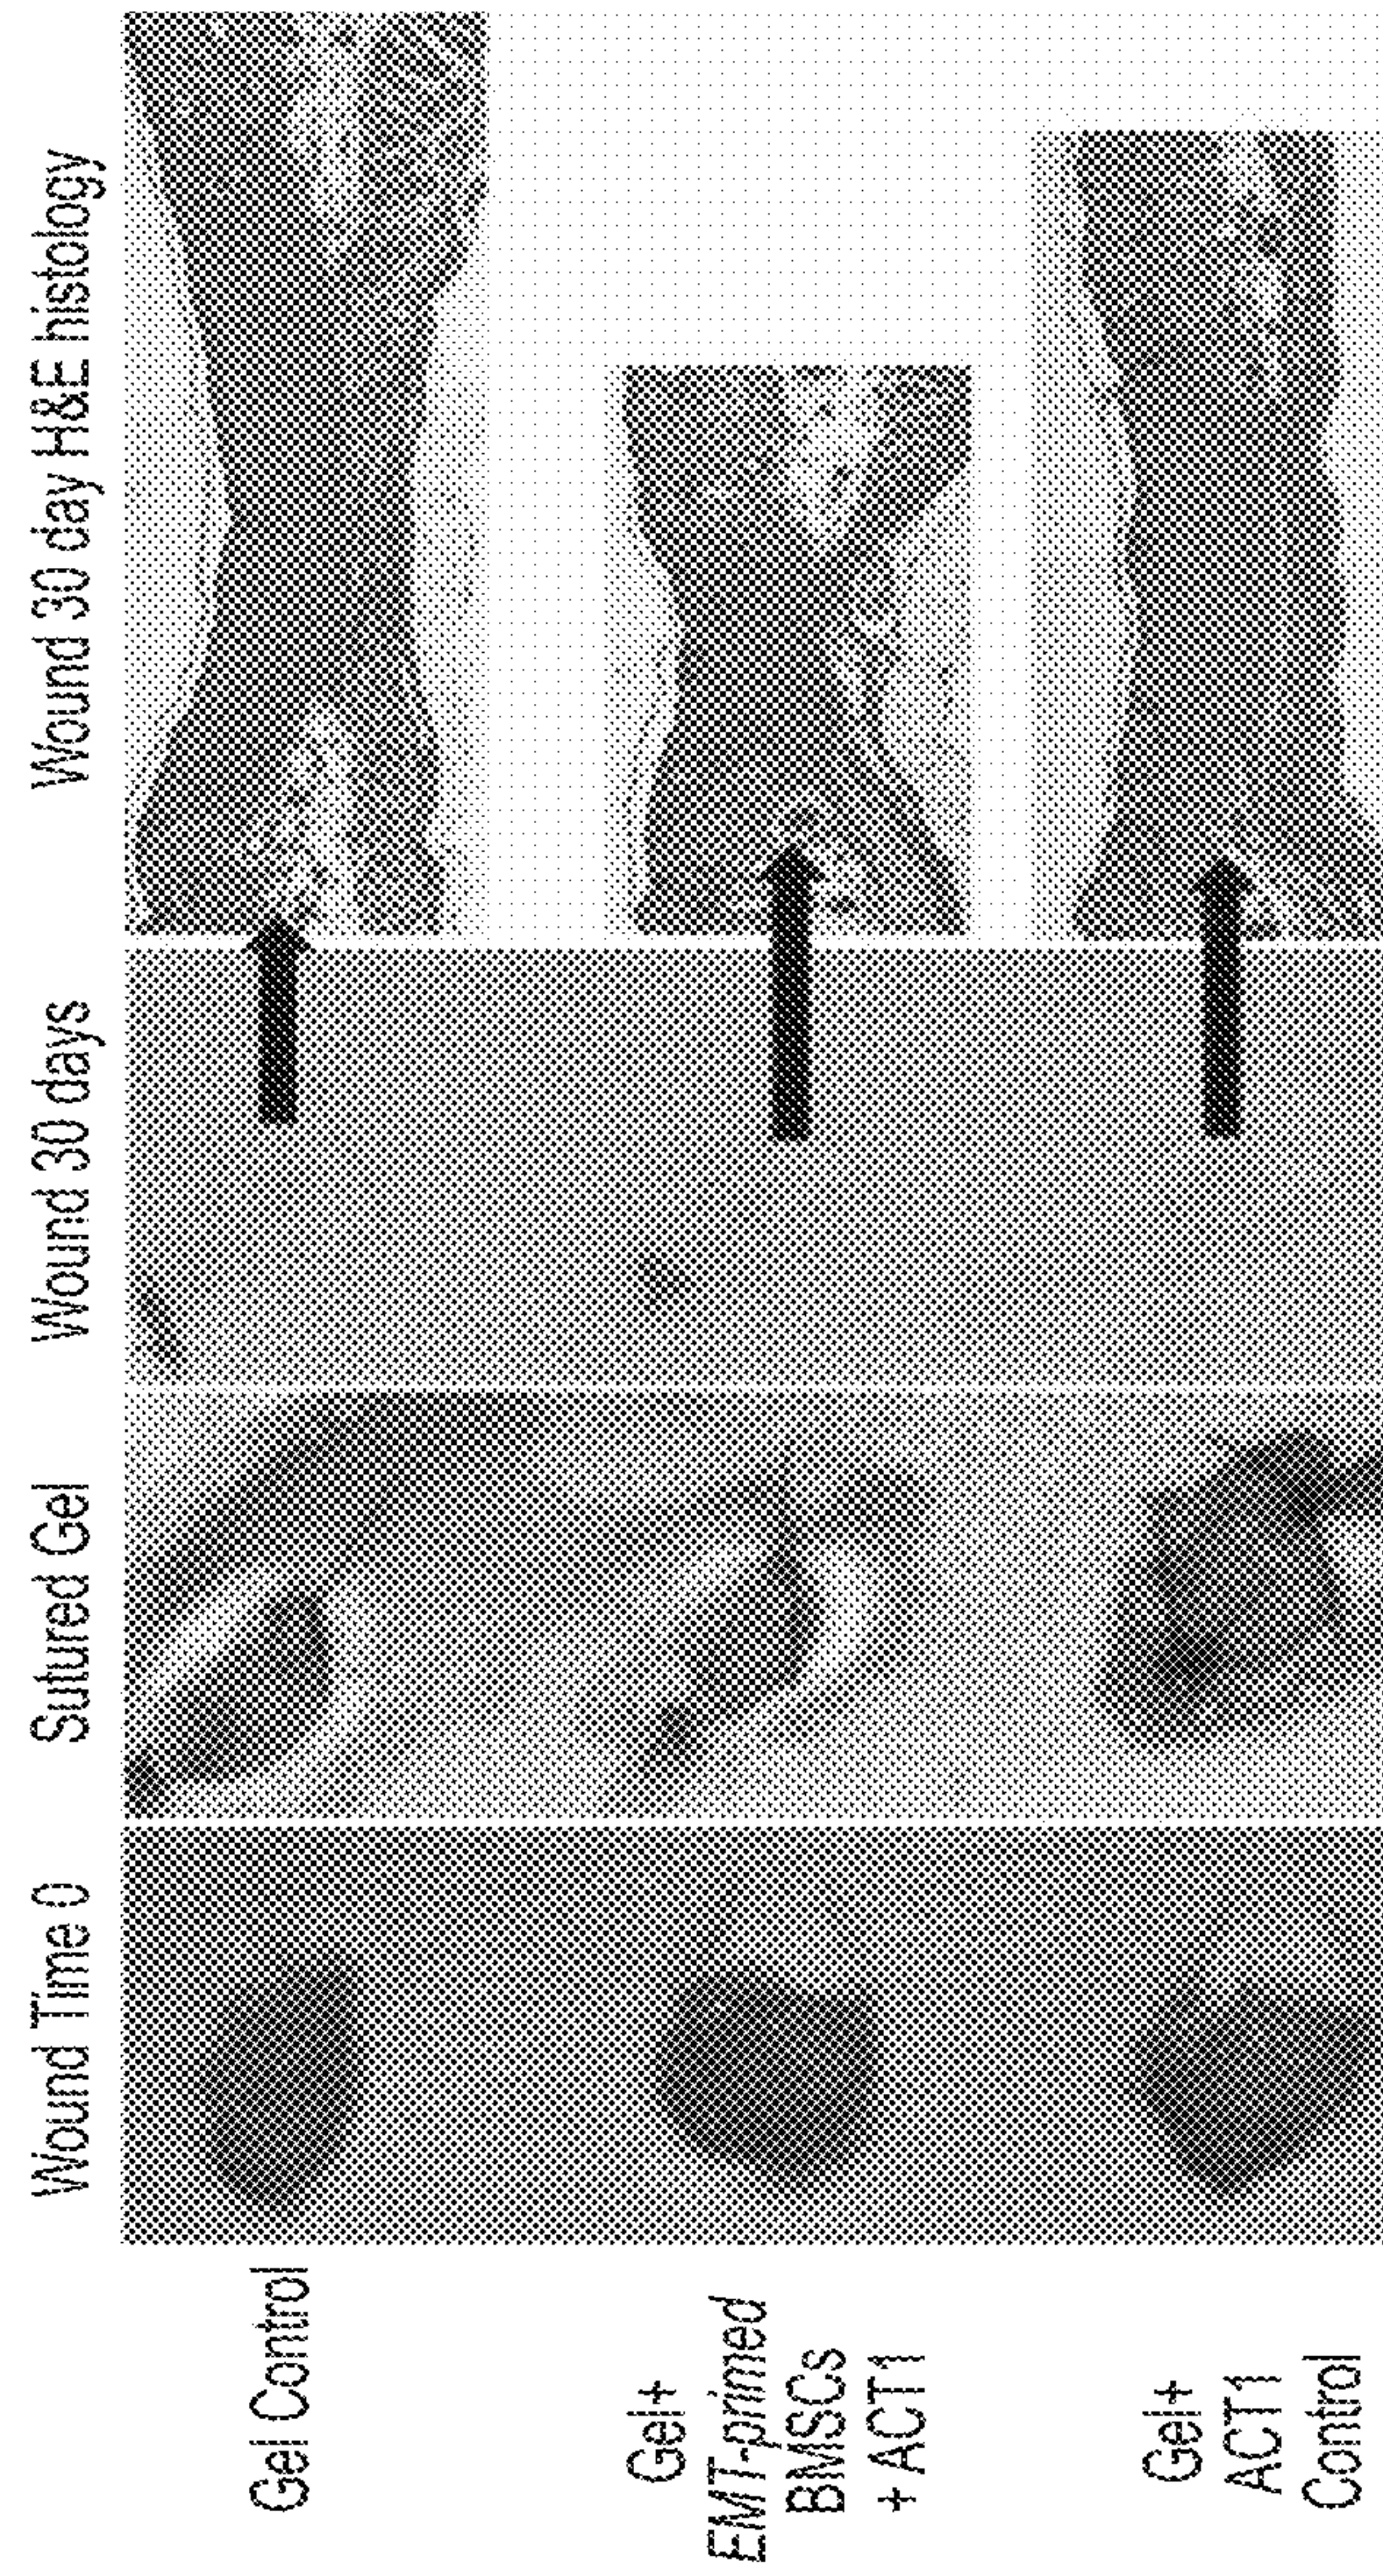 Wound Time 0
Sutured Gel
Wound 30 days
Wound 30 day H&E histology
Gel Control
Gel+
EMT-primed
BMSCs
+ ACT1
Gel+
ACT1
Control